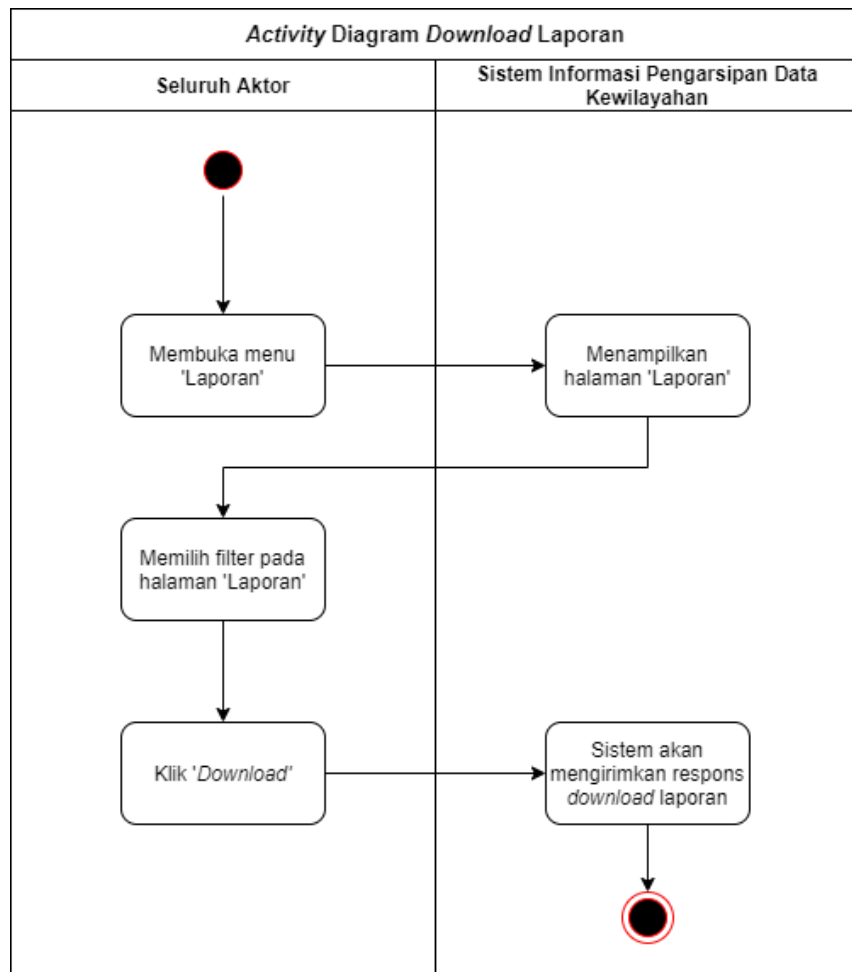 Activity Diagram Download Laporan
Seluruh Aktor
Sistem Informasi Pengarsipan Data
Kewilayahan
Membuka menu
'Laporan'
Menampilkan
halaman 'Laporan'
Memilih filter pada
halaman 'Laporan'
Klik 'Download'
Sistem akan
mengirimkan respons
download laporan